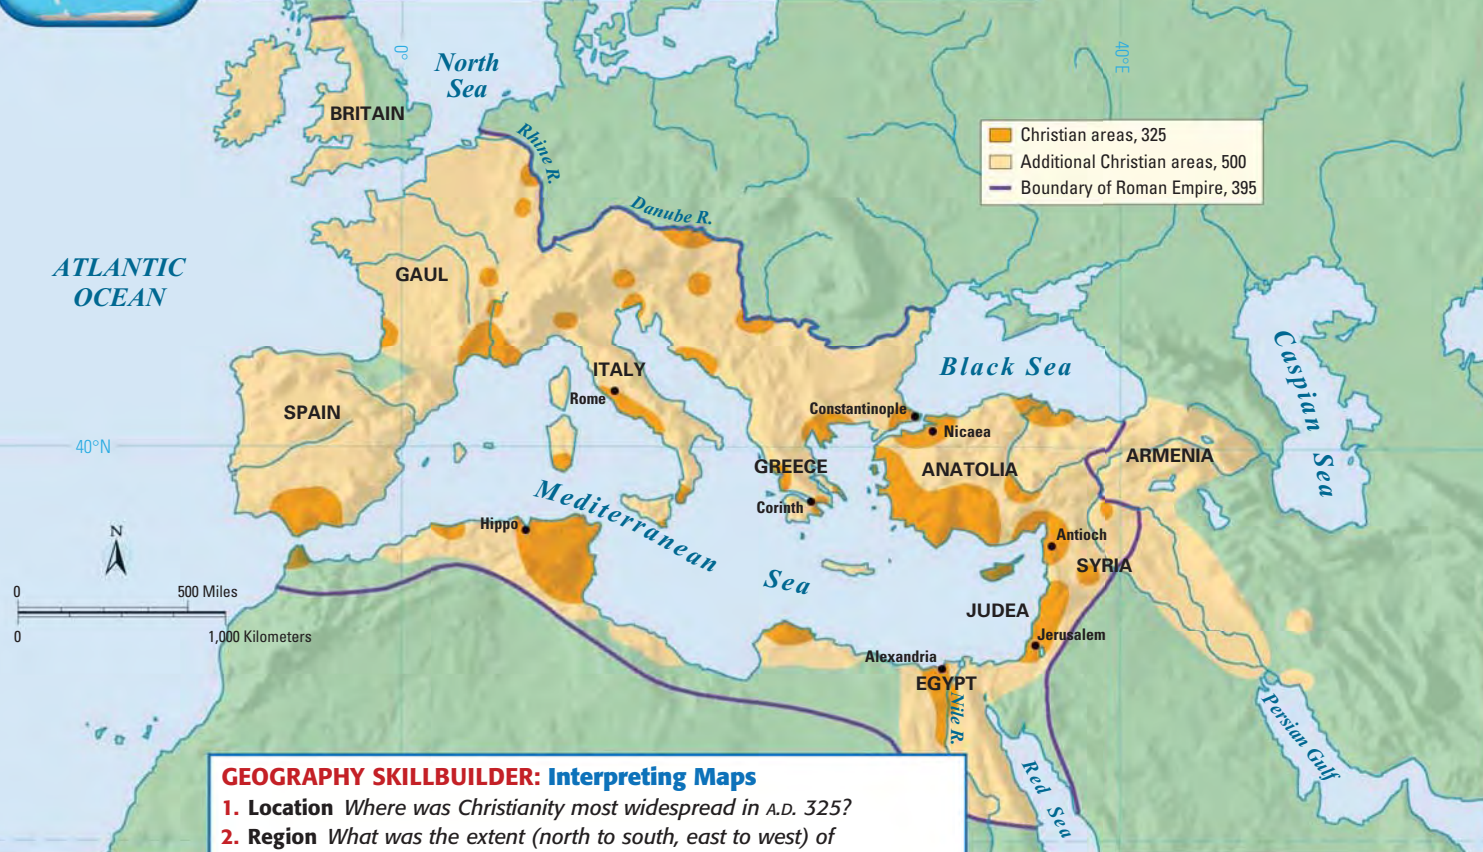 North
Sea
0°
40°E
BRITAIN
Rhine R.
Christian areas, 325
Additional Christian areas, 500
Boundary of Roman Empire, 395
Danube R.
ATLANTIC
OCEAN
GAUL
Black Sea
Caspian Sea
ITALY
Rome
SPAIN
Constantinople
Nicaea
40°N
GREECE
ANATOLIA
ARMENIA
Corinth
Mediterranean Sea
Hippo
Antioch
SYRIA
N
0 500 Miles
0 1,000 Kilometers
JUDEA
Jerusalem
Alexandria
EGYPT
Nile R.
Persian Gulf
Red Sea
GEOGRAPHY SKILLBUILDER: Interpreting Maps
1. Location Where was Christianity most widespread in A.D. 325?
2. Region What was the extent (north to south, east to west) of